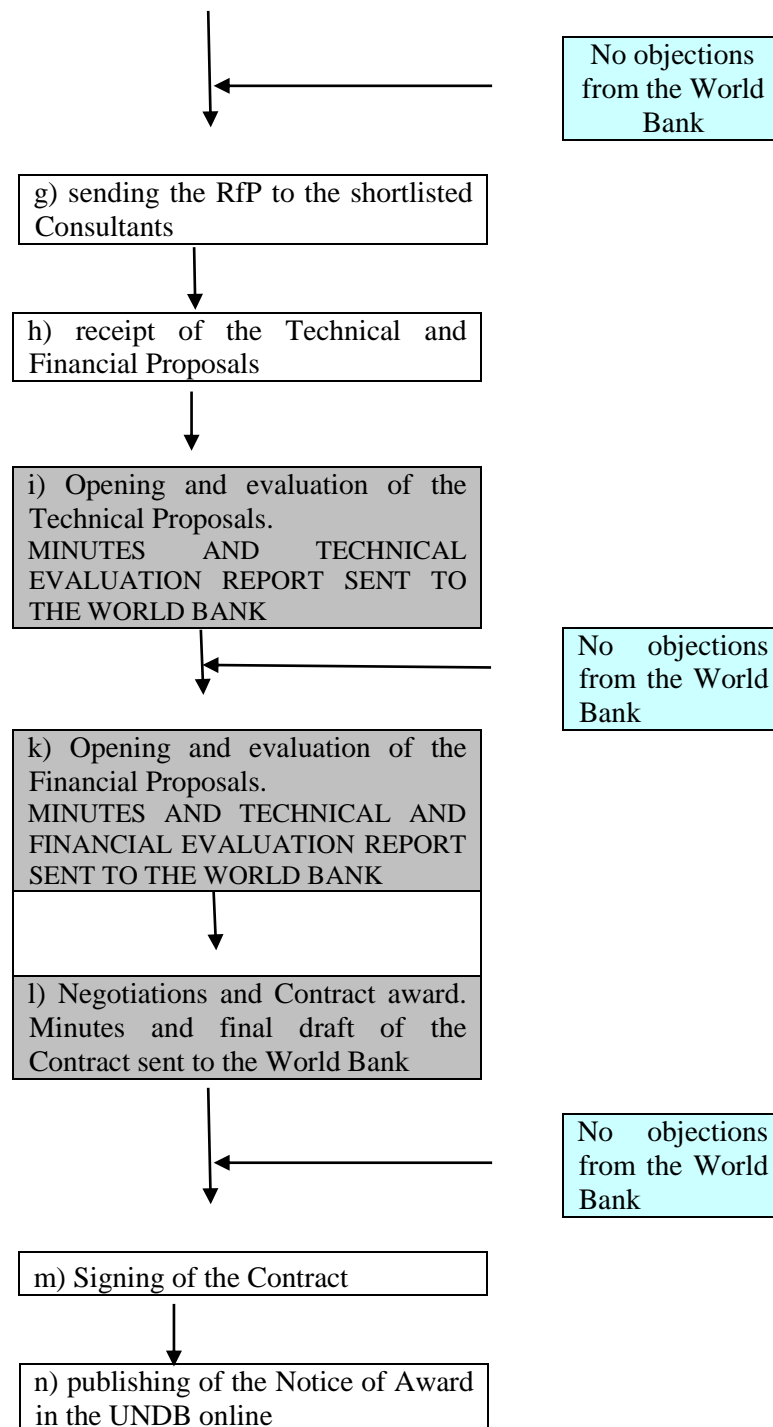 No objections
from the World
Bank
g) sending the RfP to the shortlisted
Consultants
h) receipt of the Technical and
Financial Proposals
i) Opening and evaluation of the
Technical Proposals.
MINUTES AND TECHNICAL
EVALUATION REPORT SENT TO
THE WORLD BANK
No objections
from the World
Bank
k) Opening and evaluation of the
Financial Proposals.
MINUTES AND TECHNICAL AND
FINANCIAL EVALUATION REPORT
SENT TO THE WORLD BANK
l) Negotiations and Contract award.
Minutes and final draft of the
Contract sent to the World Bank
No objections
from the World
Bank
m) Signing of the Contract
n) publishing of the Notice of Award
in the UNDB online